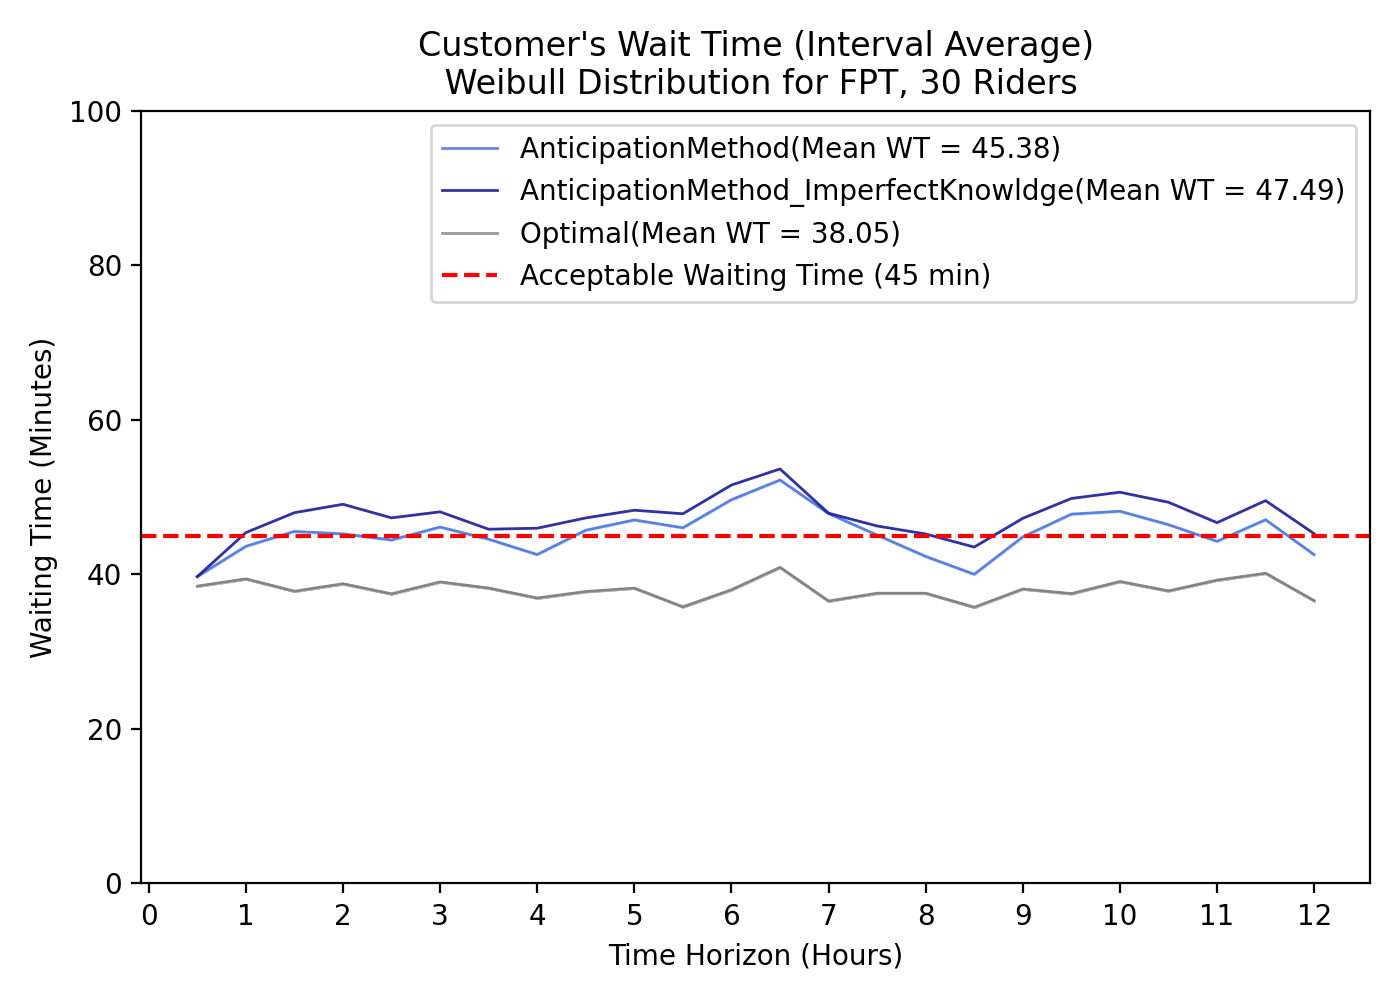 Customer's Wait Time (Interval Average)
Weibull Distribution for FPT, 30 Riders
100
80
60
40
20
0
Waiting Time (Minutes)
AnticipationMethod(Mean WT = 45.38)
AnticipationMethod_ImperfectKnowldge(Mean WT = 47.49)
Optimal(Mean WT = 38.05)
Acceptable Waiting Time (45 min)
0 1 2 3 4 5 6 7 8 9 10 11 12
Time Horizon (Hours)